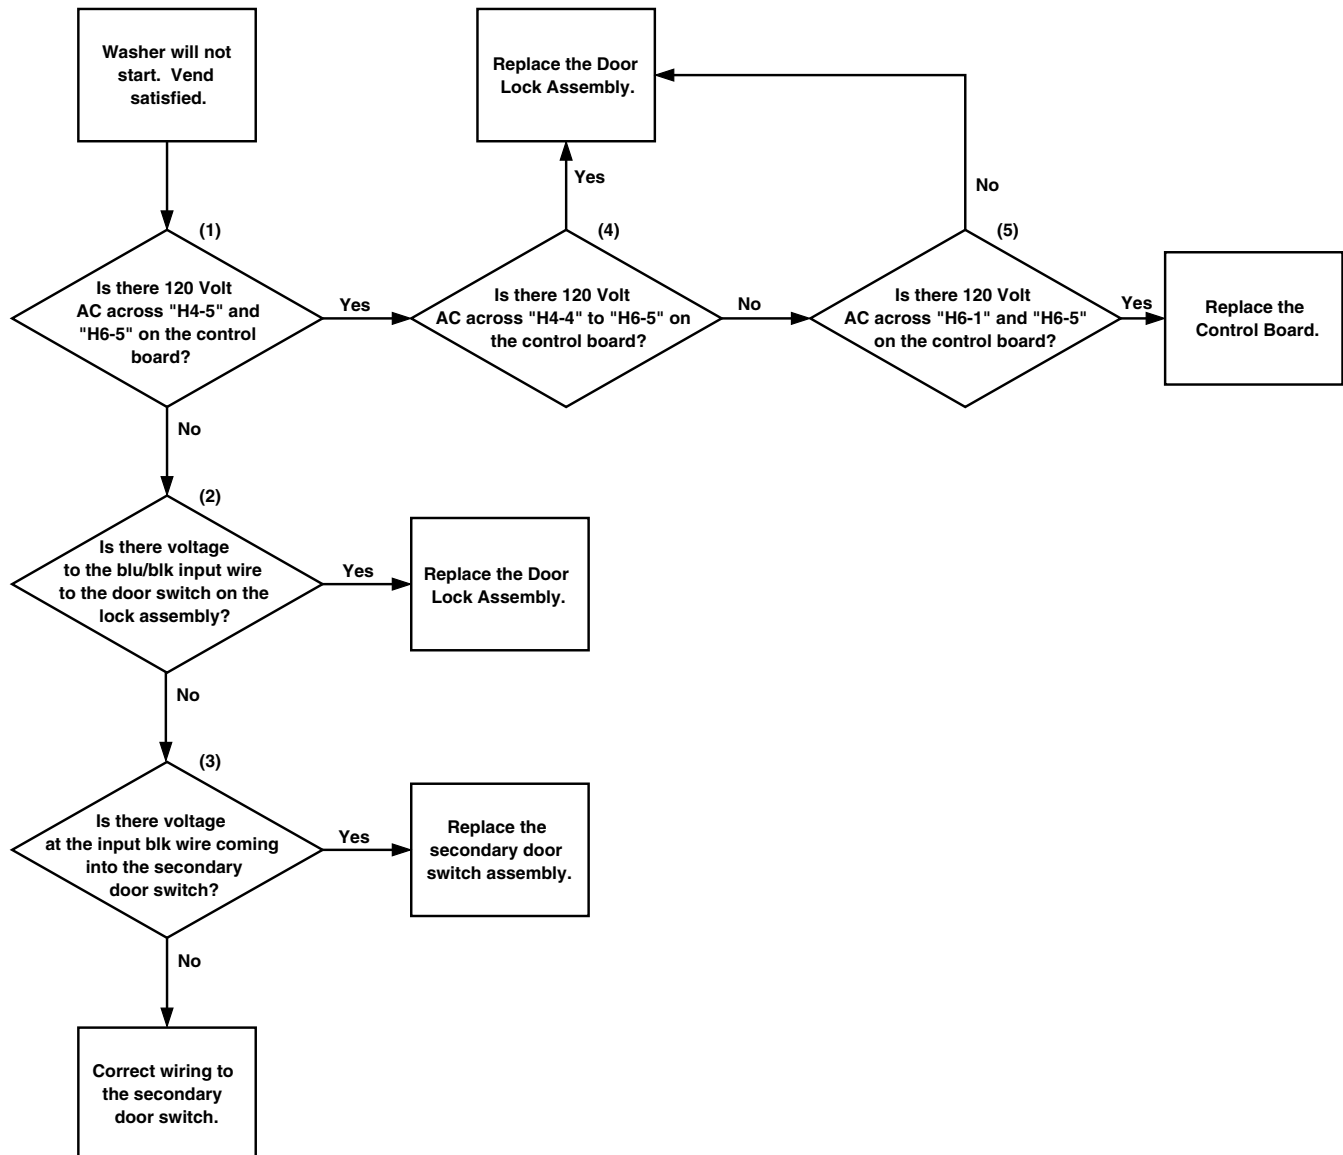 Washer will not
start. Vend
satisfied.
Replace the Door
Lock Assembly.
Yes
No
(1)
Is there 120 Volt
AC across "H4-5" and
"H6-5" on the control
board?
Yes
(4)
Is there 120 Volt
AC across "H4-4" to "H6-5" on
the control board?
No
(5)
Is there 120 Volt
AC across "H6-1" and "H6-5"
on the control board?
Yes
Replace the
Control Board.
No
(2)
Is there voltage
to the blu/blk input wire
to the door switch on the
lock assembly?
Yes
Replace the Door
Lock Assembly.
No
(3)
Is there voltage
at the input blk wire coming
into the secondary
door switch?
Yes
Replace the
secondary door
switch assembly.
No
Correct wiring to
the secondary
door switch.